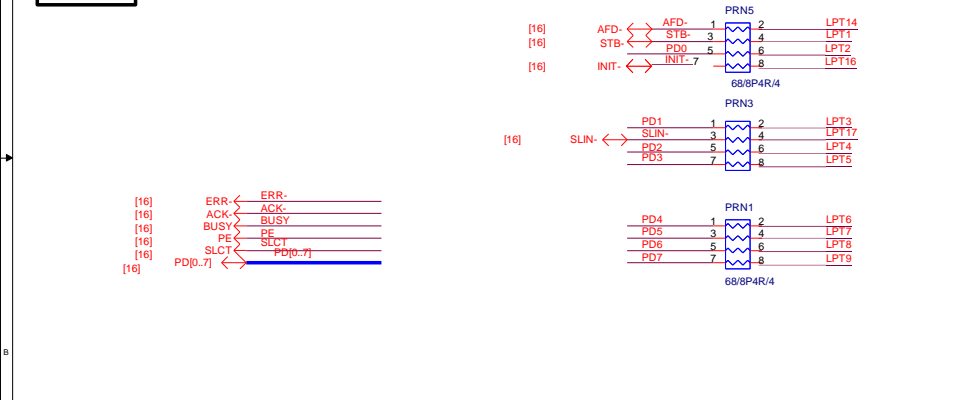 PRN5
[16] AFD- AFD- 1 2 LPT14
[16] STB- STB- 3 4 LPT1
PD0 5 6 LPT2
[16] INIT- INIT- 7 8 LPT16
68/8P4R/4
PRN3
PD1 1 2 LPT3
[16] SLIN- SLIN- 3 4 LPT17
PD2 5 6 LPT4
PD3 7 8 LPT5
[16] ERR- ERR-
[16] ACK- ACK-
[16] BUSY BUSY
[16] PE PE
[16] SLCT SLCT
[16] PD[0..7] PD[0..7]
PRN1
PD4 1 2 LPT6
PD5 3 4 LPT7
PD6 5 6 LPT8
PD7 7 8 LPT9
68/8P4R/4
B